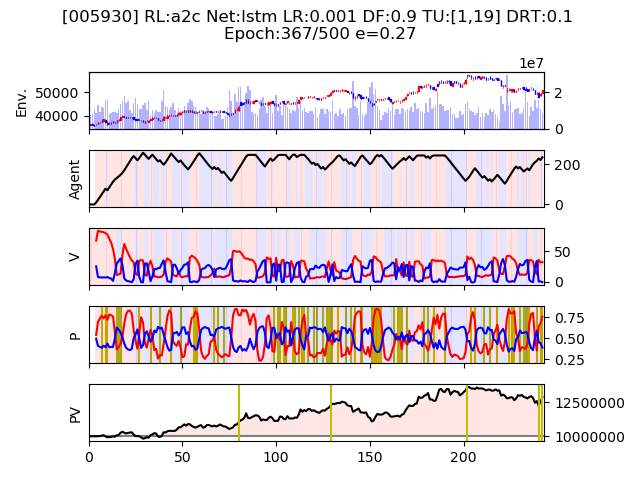 [005930] RL:a2c Net:lstm LR:0.001 DF:0.9 TU:[1,19] DRT:0.1
Epoch:367/500 e=0.27
1e7
Env.
50000
40000
2
0
Agent
200
0
V
50
0
P
0.75
0.50
0.25
PV
12500000
10000000
0
50
100
150
200